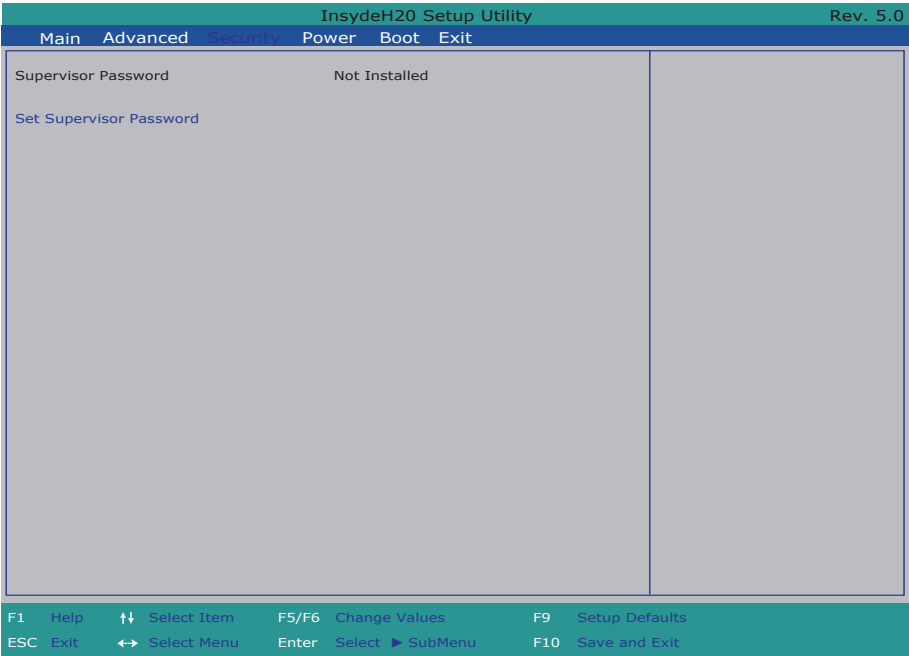 InsydeH20 Setup Utility Rev. 5.0
Main Advanced Security Power Boot Exit
Supervisor Password Not Installed
Set Supervisor Password
F1 Help ↑↓ Select Item F5/F6 Change Values F9 Setup Defaults
ESC Exit ←→ Select Menu Enter Select ► SubMenu F10 Save and Exit